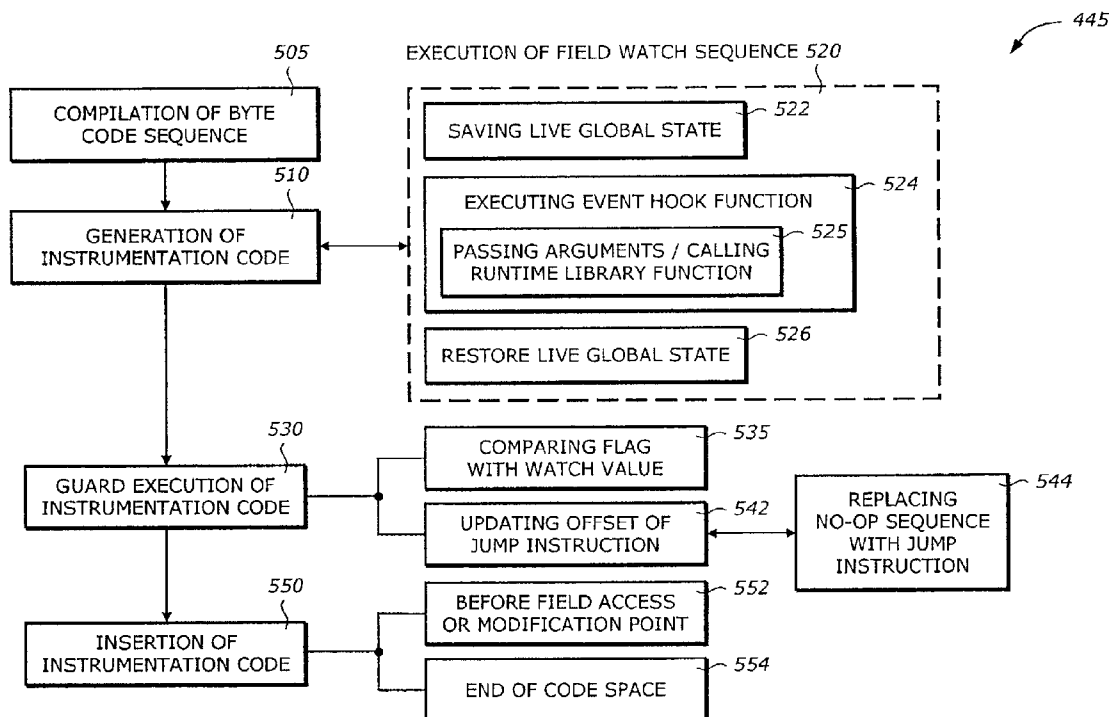 445
EXECUTION OF FIELD WATCH SEQUENCE 520
505
COMPILATION OF BYTE
CODE SEQUENCE
522
SAVING LIVE GLOBAL STATE
510
GENERATION OF
INSTRUMENTATION CODE
524
EXECUTING EVENT HOOK FUNCTION
525
PASSING ARGUMENTS / CALLING
RUNTIME LIBRARY FUNCTION
526
RESTORE LIVE GLOBAL STATE
530
GUARD EXECUTION OF
INSTRUMENTATION CODE
535
COMPARING FLAG
WITH WATCH VALUE
542
UPDATING OFFSET OF
JUMP INSTRUCTION
544
REPLACING
NO-OP SEQUENCE
WITH JUMP
INSTRUCTION
550
INSERTION OF
INSTRUMENTATION CODE
552
BEFORE FIELD ACCESS
OR MODIFICATION POINT
554
END OF CODE SPACE